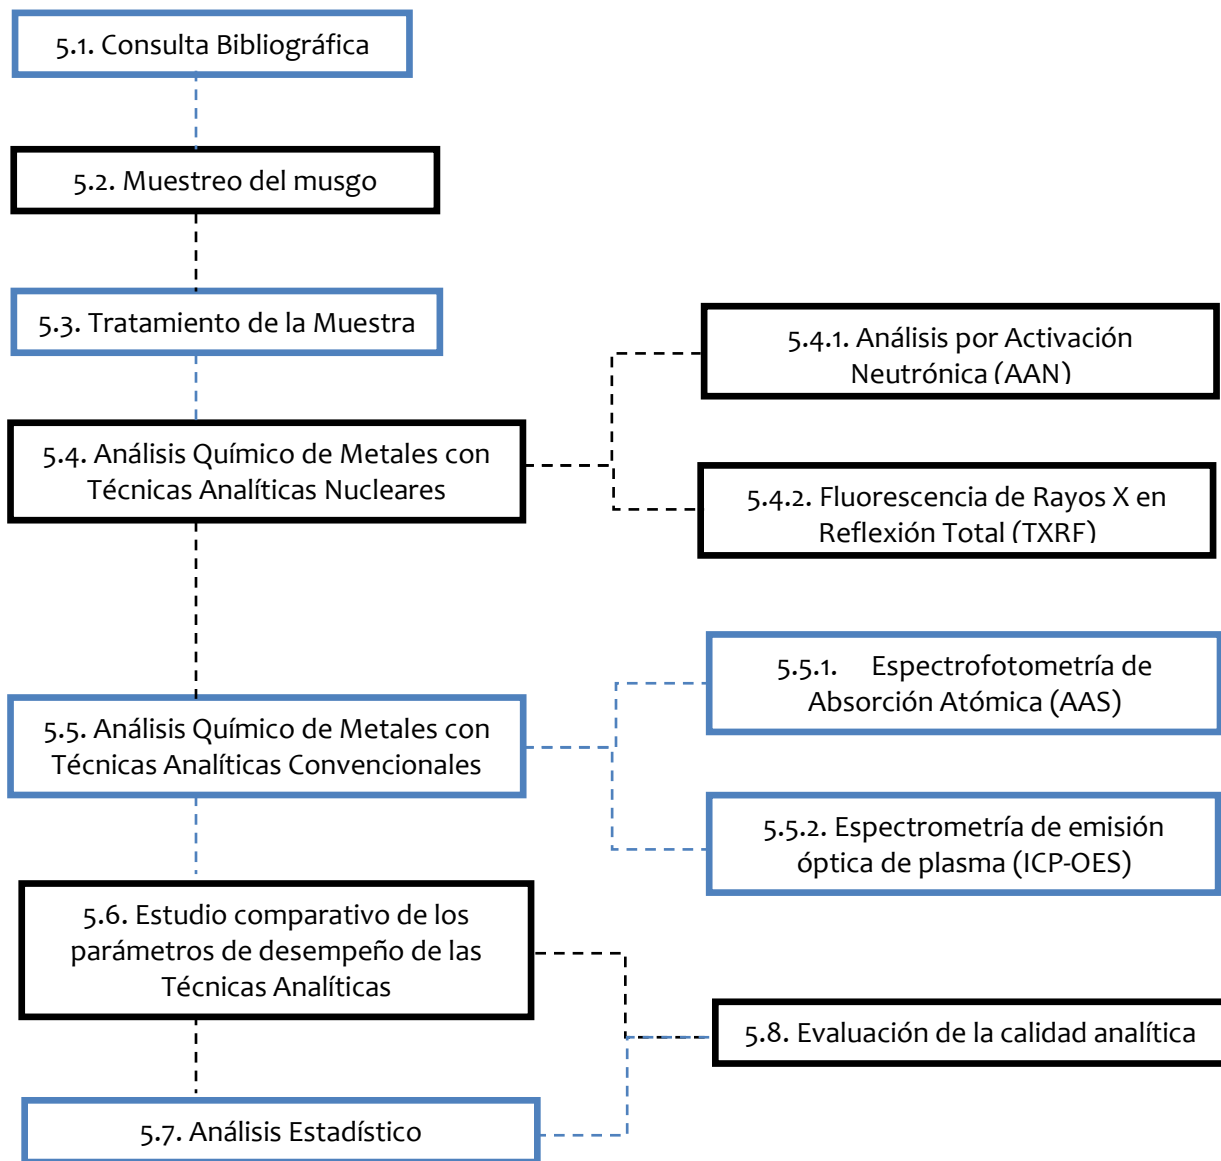 5.1. Consulta Bibliográfica
5.2. Muestreo del musgo
5.3. Tratamiento de la Muestra
5.4. Análisis Químico de Metales con
Técnicas Analíticas Nucleares
5.4.1. Análisis por Activación
Neutrónica (AAN)
5.4.2. Fluorescencia de Rayos X en
Reflexión Total (TXRF)
5.5. Análisis Químico de Metales con
Técnicas Analíticas Convencionales
5.5.1. Espectrofotometría de
Absorción Atómica (AAS)
5.5.2. Espectrometría de emisión
óptica de plasma (ICP-OES)
5.6. Estudio comparativo de los
parámetros de desempeño de las
Técnicas Analíticas
5.8. Evaluación de la calidad analítica
5.7. Análisis Estadístico